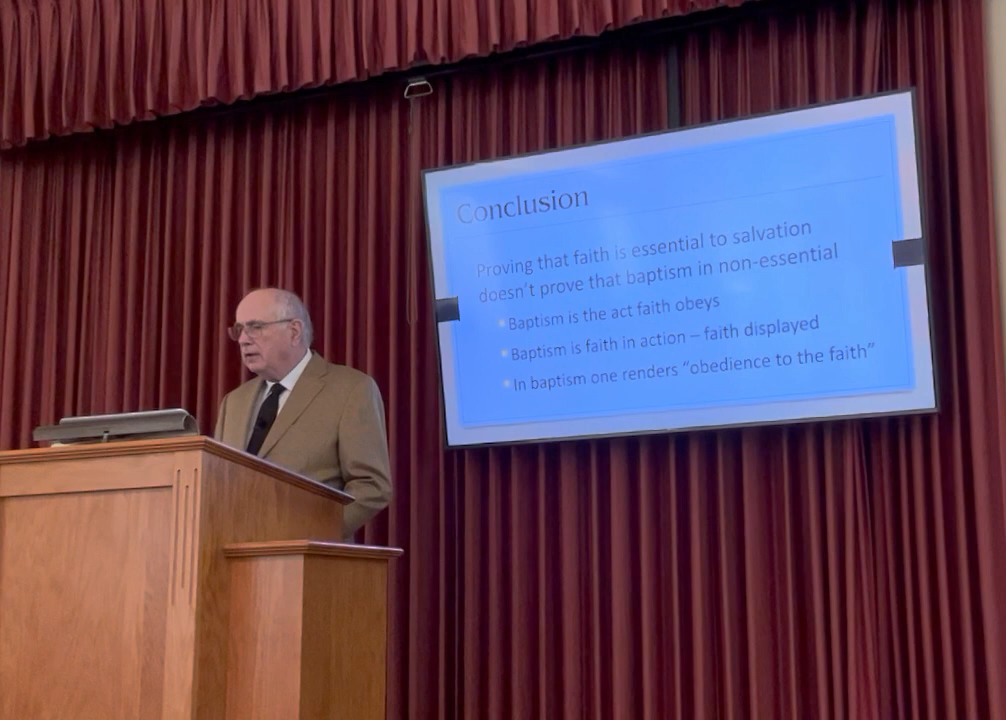 Conclusion
Proving that faith is essential to salvation
doesn't prove that baptism in non-essential
Baptism is the act faith obeys
Baptism is faith in action – faith displayed
In baptism one renders "obedience to the faith"